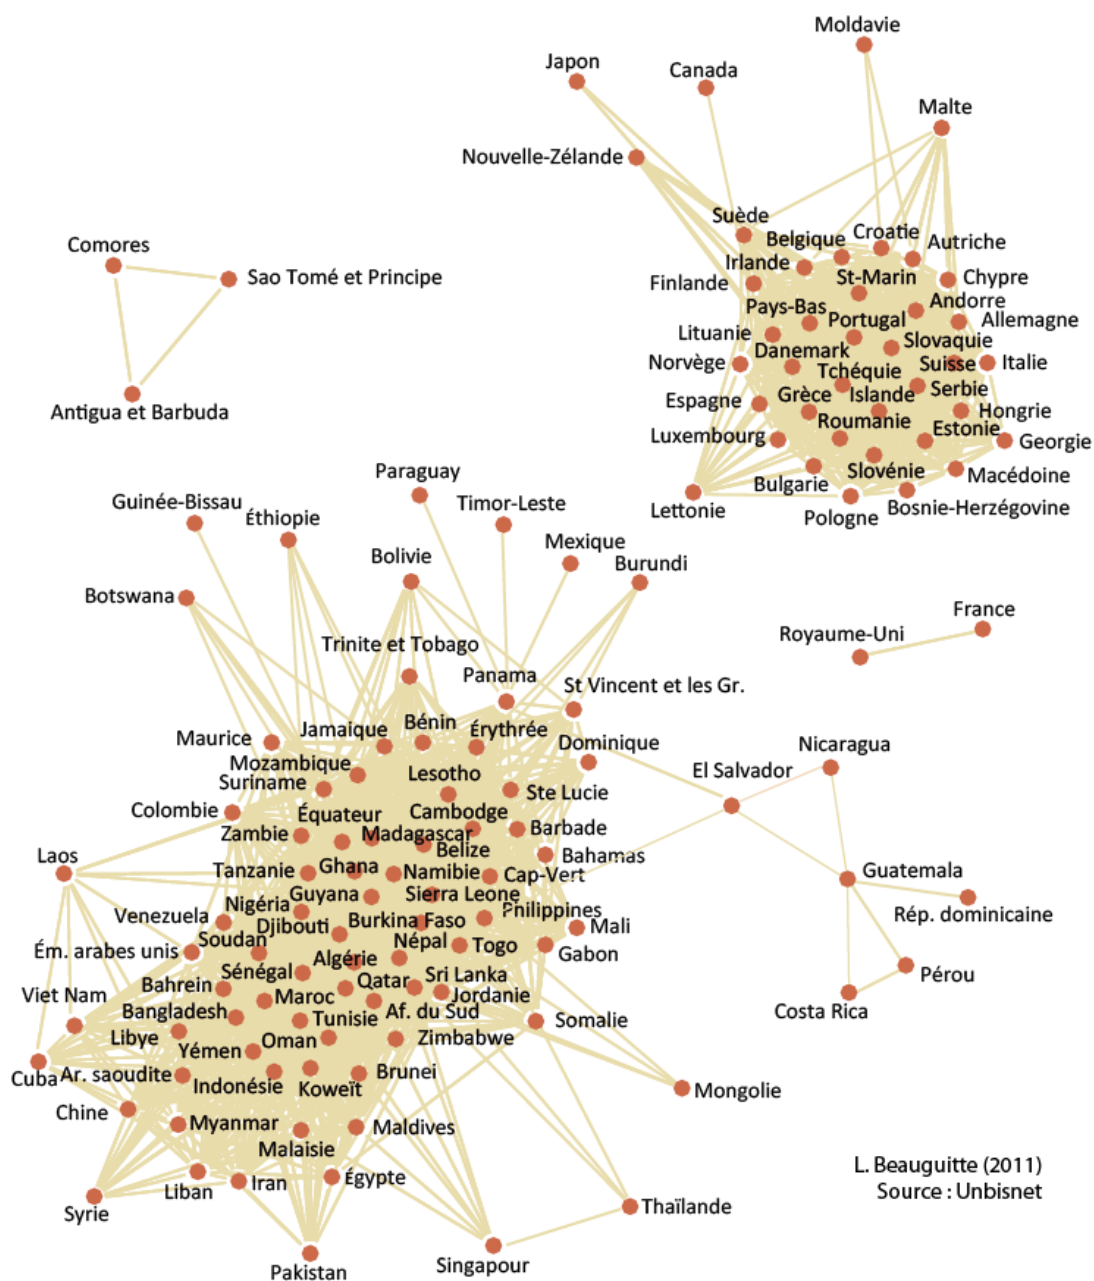 Moldavie
Japon
Canada
Malte
Nouvelle-Zélande
Suède
Belgique
Croatie
Autriche
Irlande
Finlande
St-Marin
Chypre
Pays-Bas
Portugal
Andorre
Allemagne
Lituanie
Slovaquie
Norvège
Danemark
Tchéquie
Suisse
Italie
Espagne
Grèce
Islande
Serbie
Roumanie
Hongrie
Luxembourg
Estonie
Georgie
Bulgarie
Slovénie
Macédoine
Lettonie
Pologne
Bosnie-Herzégovine
Comores
Sao Tomé et Principe
Antigua et Barbuda
Paraguay
Guinée-Bissau
Éthiopie
Timor-Leste
Mexique
Bolivie
Burundi
Botswana
Trinite et Tobago
Panama
St Vincent et les Gr.
France
Royaume-Uni
Maurice
Jamaique
Bénin
Érythrée
Dominique
Mozambique
Suriname
Lesotho
Ste Lucie
Colombie
Équateur
Cambodge
Zambie
Madagascar
Barbade
Belize
Bahamas
Laos
Tanzanie
Ghana
Namibie
Cap-Vert
Guyana
Sierra Leone
Nigéria
Venezuela
Djibouti
Burkina Faso
Philippines
Mali
Ém. arabes unis
Soudan
Népal
Togo
Gabon
Algérie
Sénégal
Qatar
Sri Lanka
Bahrein
Maroc
Jordanie
Viet Nam
Bangladesh
Tunisie
Af. du Sud
Somalie
Libye
Yémen
Oman
Zimbabwe
Cuba
Ar. saoudite
Indonésie
Koweït
Brunei
Chine
Myanmar
Malaisie
Maldives
Liban
Iran
Égypte
Syrie
Pakistan
Singapour
Thaïlande
Mongolie
El Salvador
Nicaragua
Guatemala
Rép. dominicaine
Pérou
Costa Rica
L. Beauguitte (2011)
Source : Unbisnet